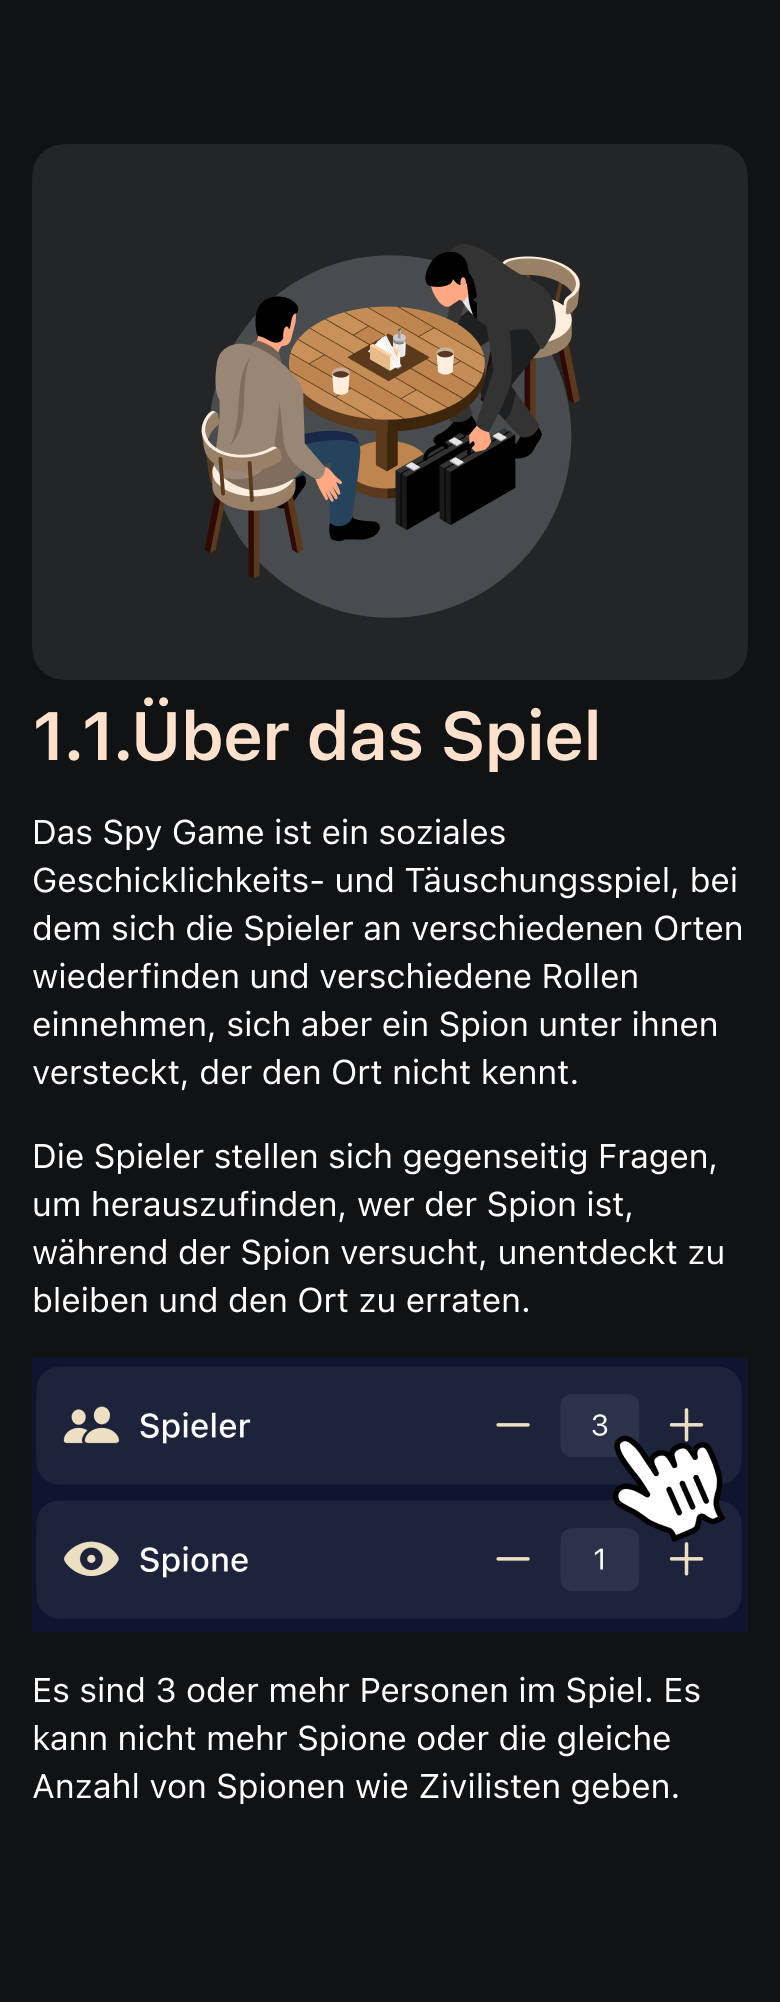 1.1.Über das Spiel
Das Spy Game ist ein soziales
Geschicklichkeits- und Täuschungsspiel, bei
dem sich die Spieler an verschiedenen Orten
wiederfinden und verschiedene Rollen
einnehmen, sich aber ein Spion unter ihnen
versteckt, der den Ort nicht kennt.
Die Spieler stellen sich gegenseitig Fragen,
um herauszufinden, wer der Spion ist,
während der Spion versucht, unentdeckt zu
bleiben und den Ort zu erraten.
Spieler — 3 +
Spione — 1 +
Es sind 3 oder mehr Personen im Spiel. Es
kann nicht mehr Spione oder die gleiche
Anzahl von Spionen wie Zivilisten geben.